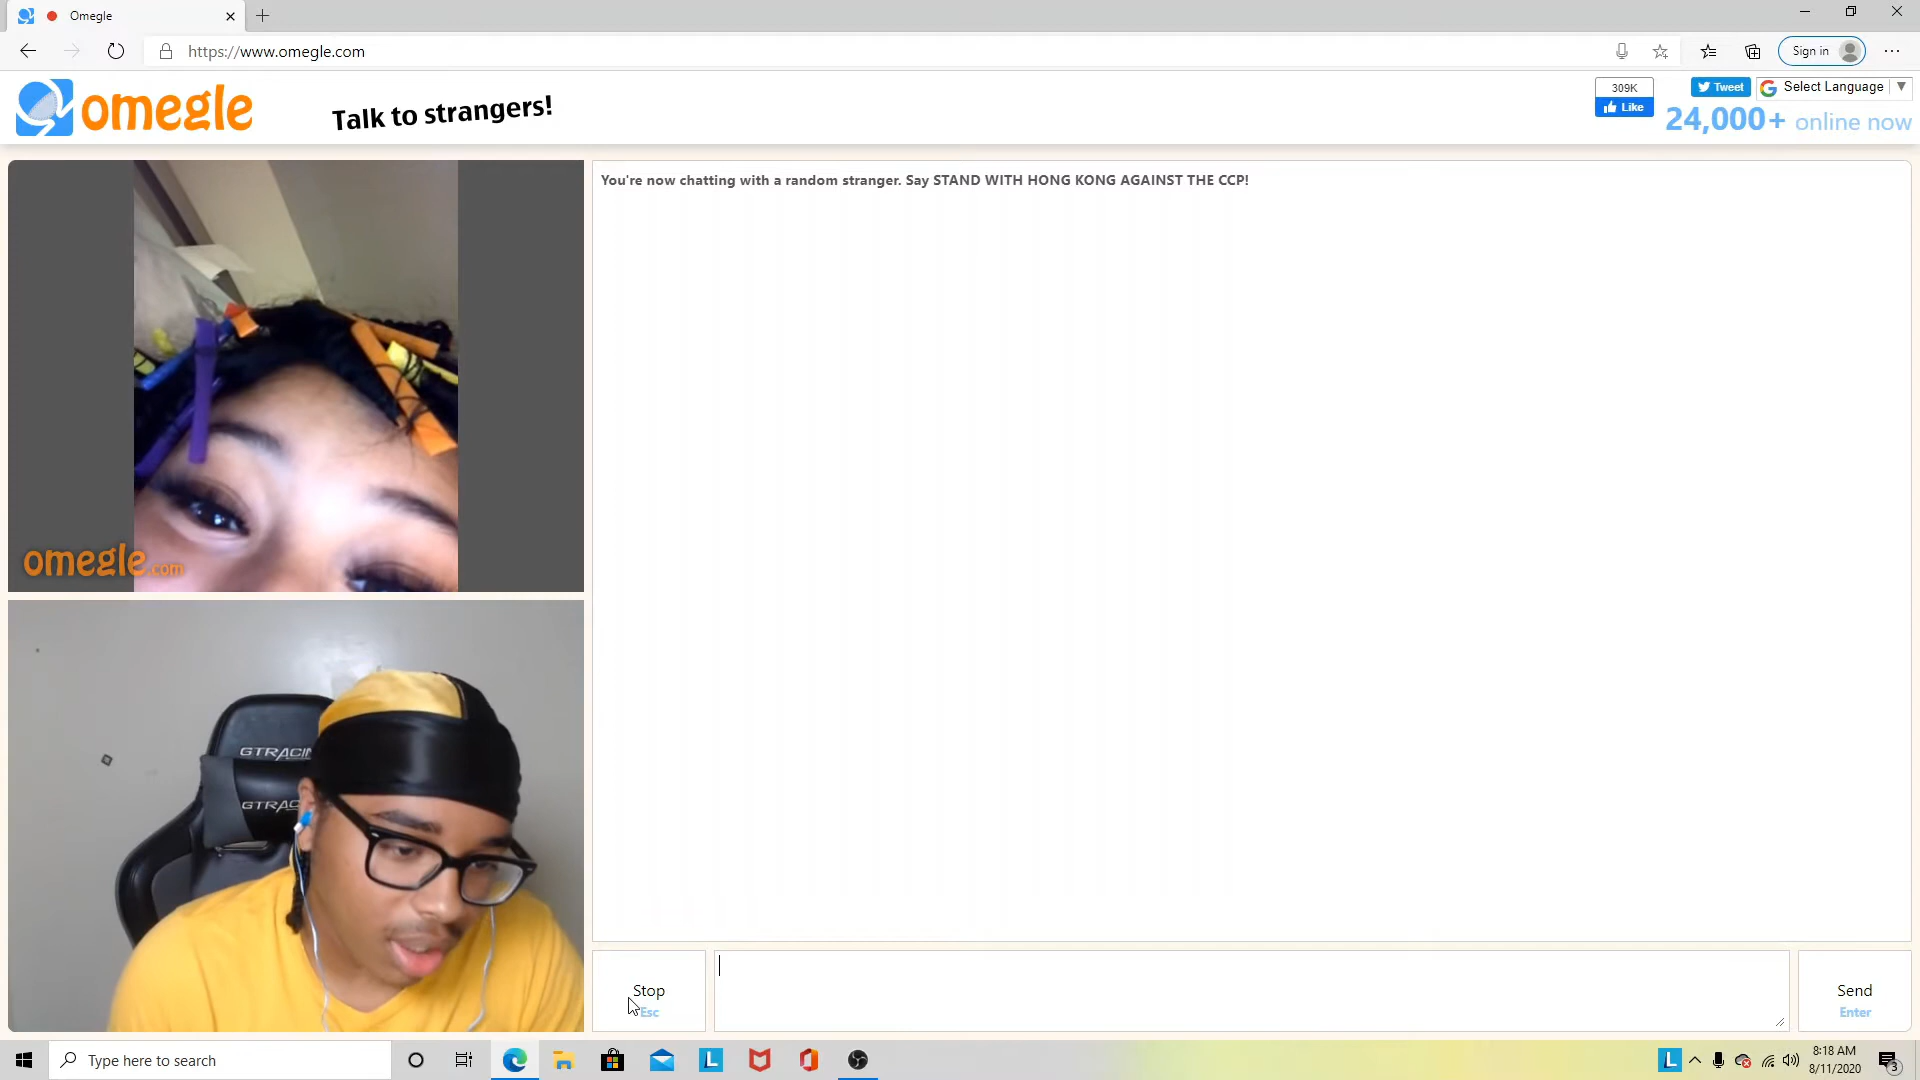 Omegle
https://www.omegle.com
Sign in
omegle
Talk to strangers!
309K
Like
Tweet
Select Language
24,000+ online now
You're now chatting with a random stranger. Say STAND WITH HONG KONG AGAINST THE CCP!
omegle.com
GTRACIN
GTRAC
Stop
Esc
Send
Enter
Type here to search
L
L
8:18 AM
8/11/2020
3